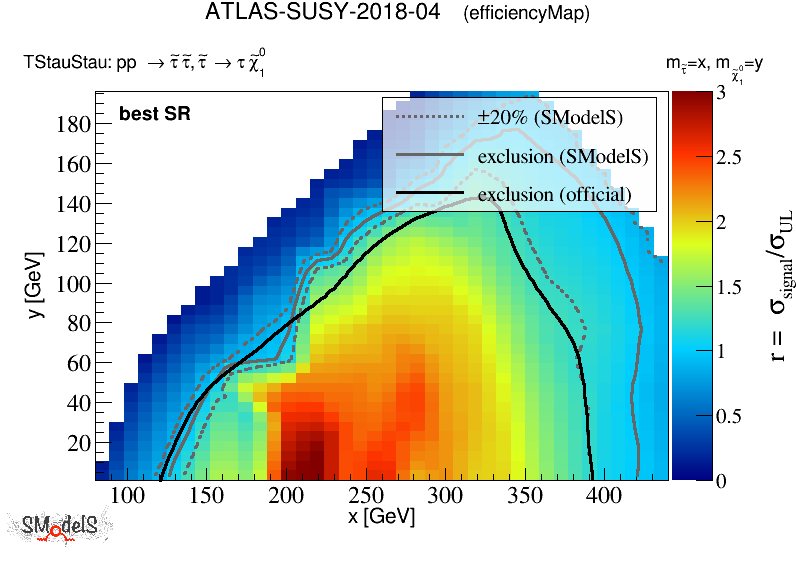 ATLAS-SUSY-2018-04 (efficiencyMap)
TStauStau: pp → τ̃ τ̃, τ̃ → τ χ̃₁⁰
m_τ̃=x, m_χ̃₁⁰=y
best SR
±20% (SModelS)
exclusion (SModelS)
exclusion (official)
y [GeV]
180
160
140
120
100
80
60
40
20
100 150 200 250 300 350 400
x [GeV]
3
2.5
2
1.5
1
0.5
0
r = σ_signal/σ_UL
SModelS